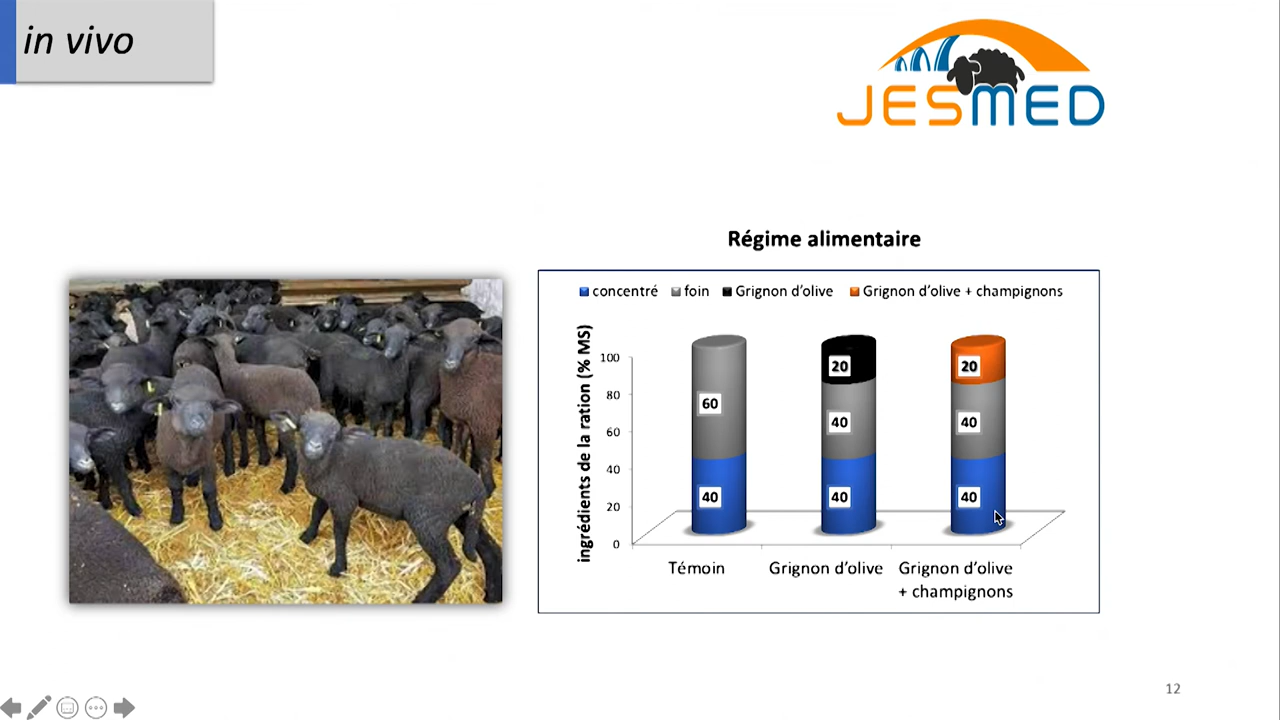 in vivo
JESMED
Régime alimentaire
concentré foin Grignon d'olive Grignon d'olive + champignons
ingrédients de la ration (% MS)
100
80
60
40
20
0
60
40
20
40
40
20
40
40
Témoin Grignon d'olive Grignon d'olive
+ champignons
12